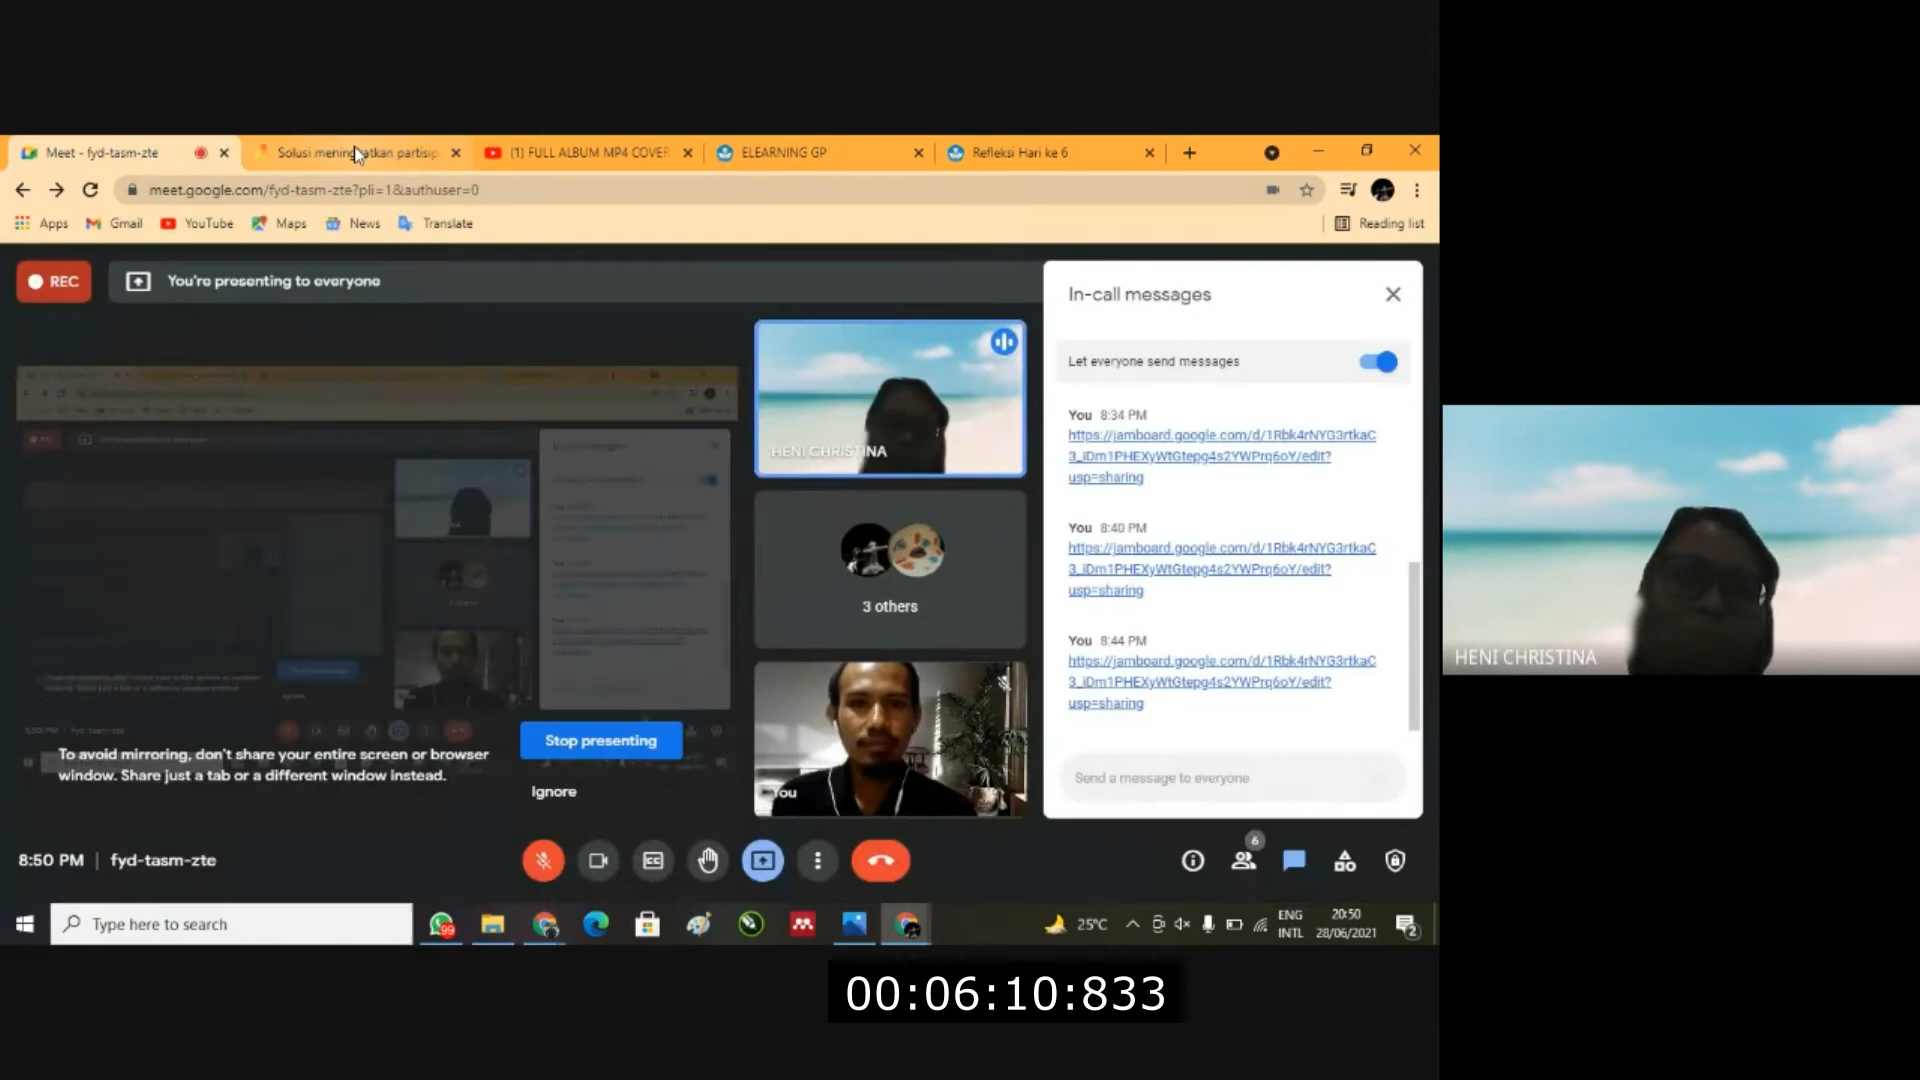 Meet - fyd-tasm-zte
Solusi meningkatkan partisip
(1) FULL ALBUM MP4 COVER
ELEARNING GP
Refleksi Hari ke 6
meet.google.com/fyd-tasm-zte?pli=1&authuser=0
Apps
Gmail
YouTube
Maps
News
Translate
Reading list
REC
You're presenting to everyone
In-call messages
Let everyone send messages
HENI CHRISTINA
3 others
You
You 8:34 PM
https://jamboard.google.com/d/1Rbk4rNYG3rtkaC
3_iDm1PHEXyWtGtepg4s2YWPrq6oY/edit?
usp=sharing
You 8:40 PM
https://jamboard.google.com/d/1Rbk4rNYG3rtkaC
3_iDm1PHEXyWtGtepg4s2YWPrq6oY/edit?
usp=sharing
You 8:44 PM
https://jamboard.google.com/d/1Rbk4rNYG3rtkaC
3_iDm1PHEXyWtGtepg4s2YWPrq6oY/edit?
usp=sharing
Send a message to everyone
To avoid mirroring, don't share your entire screen or browser
window. Share just a tab or a different window instead.
Stop presenting
Ignore
8:50 PM | fyd-tasm-zte
6
Type here to search
99
25°C
ENG
INTL
20:50
28/06/2021
2
HENI CHRISTINA
00:06:10:833